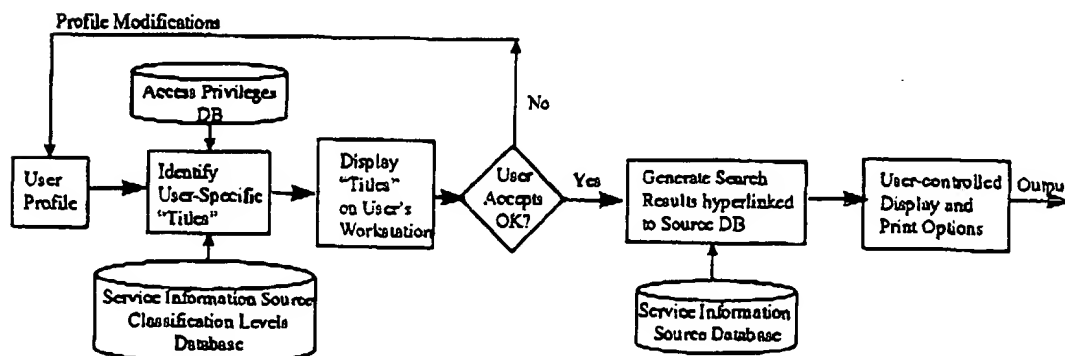 Profile Modifications
Access Privileges
DB
No
User
Profile
Identify
User-Specific
"Titles"
Display
"Titles"
on User's
Workstation
User
Accepts
OK?
Yes
Generate Search
Results hyperlinked
to Source DB
User-controlled
Display and
Print Options
Output
Service Information Source
Classification Levels
Database
Service Information
Source Database